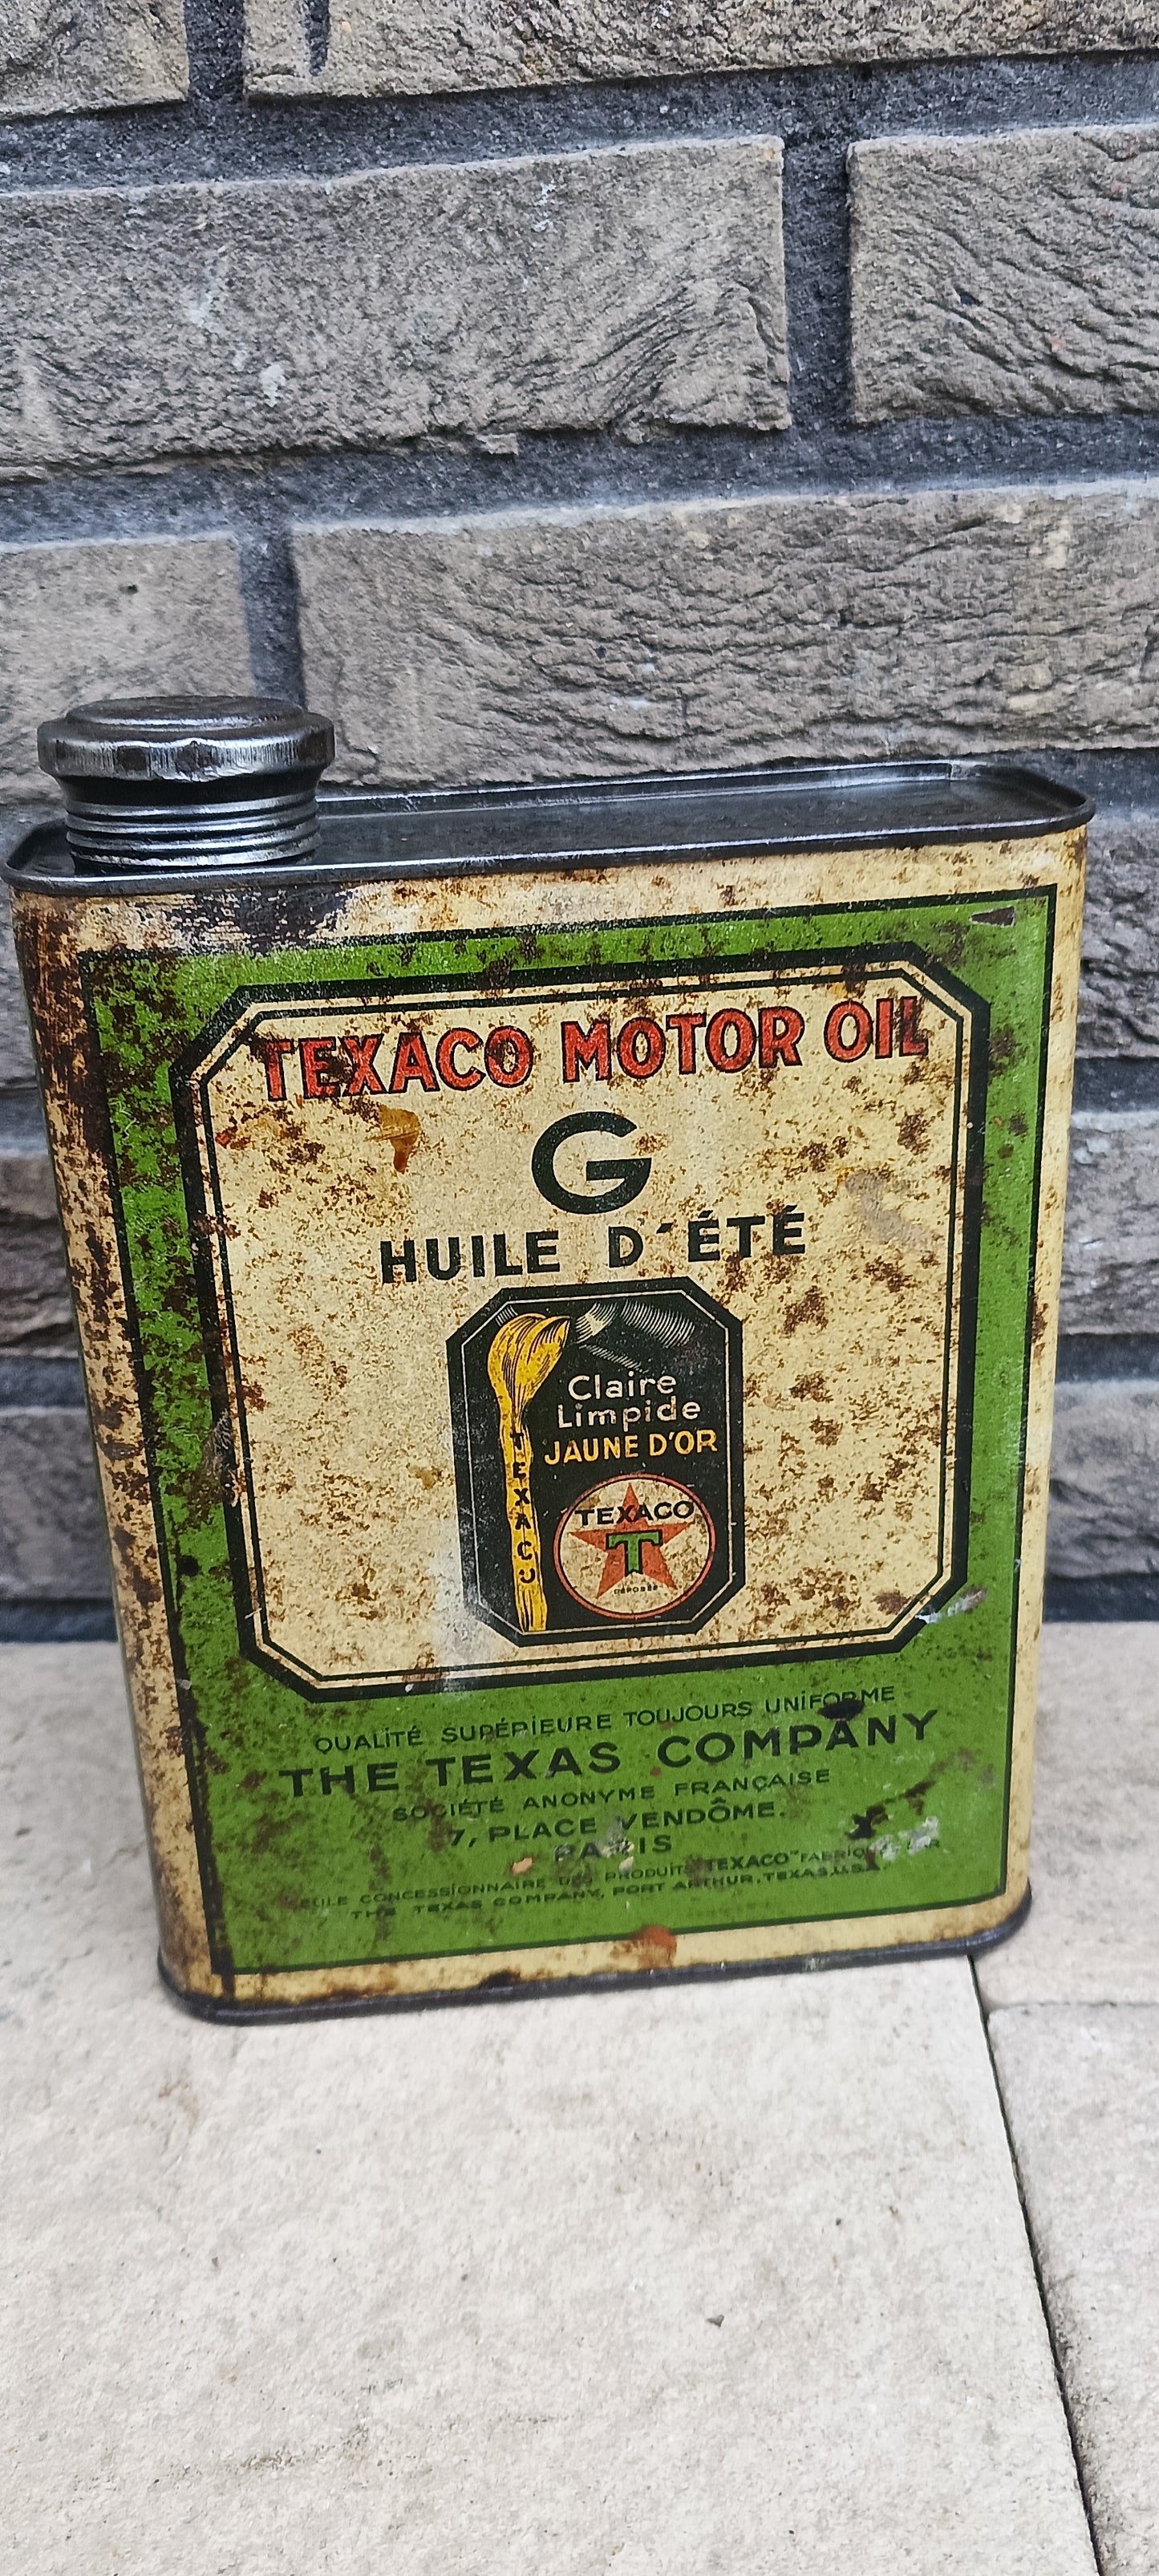 TEXACO MOTOR OIL
G
HUILE D'ÉTÉ
Claire
Limpide
JAUNE D'OR
TEXACO
TEXACO
T
DÉPOSÉE
QUALITÉ SUPÉRIEURE TOUJOURS UNIFORME
THE TEXAS COMPANY
SOCIÉTÉ ANONYME FRANÇAISE
7, PLACE VENDÔME.
PARIS
CONCESSIONNAIRE DES PRODUITS "TEXACO"
THE TEXAS COMPANY, PORT ARTHUR, TEXAS.U.S.